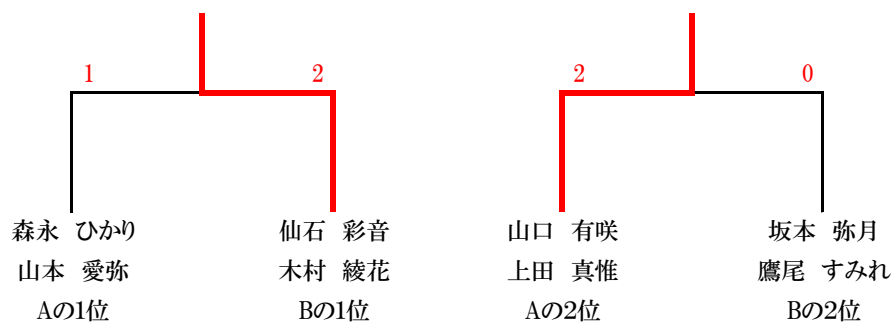 1 2 2 0
森永 ひかり 仙石 彩音 山口 有咲 坂本 弥月
山本 愛弥 木村 綾花 上田 真惟 鷹尾 すみれ
Aの1位 Bの1位 Aの2位 Bの2位